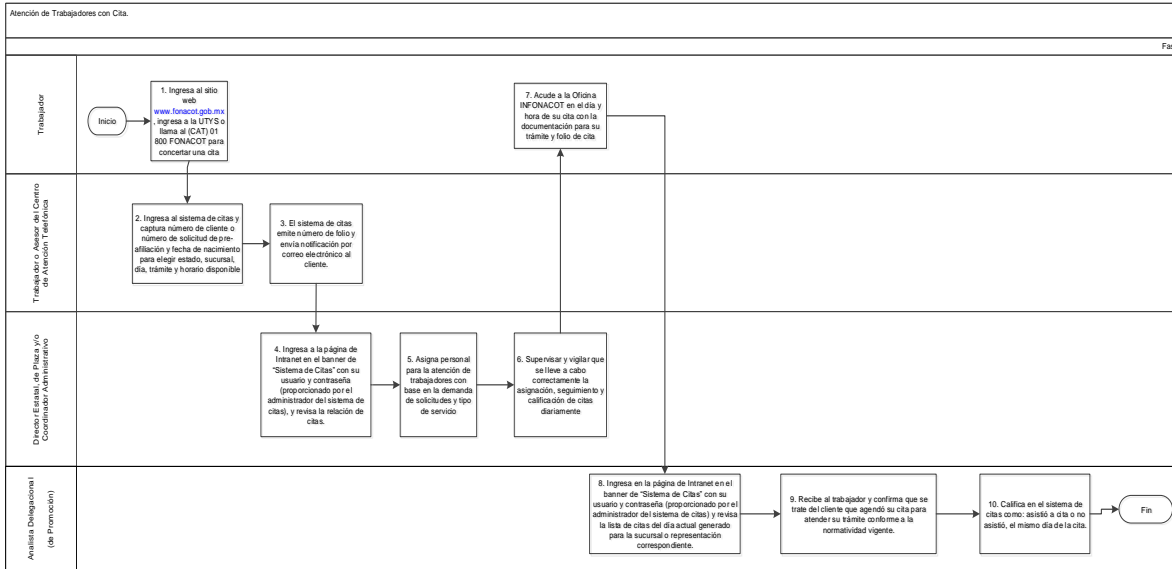 Atención de Trabajadores con Cita.
Fas
Trabajador
Inicio
1. Ingresa al sitio
web
www.fonacot.gob.mx
, ingresa a la UTYS o
llama al (CAT) 01
800 FONACOT para
concertar una cita
7. Acude a la Oficina
INFONACOT en el día y
hora de su cita con la
documentación para su
trámite y folio de cita
Trabajador o Asesor del Centro
de Atención Telefónica
2. Ingresa al sistema de citas y
captura número de cliente o
número de solicitud de pre-
afiliación y fecha de nacimiento
para elegir estado, sucursal,
día, trámite y horario disponible
3. El sistema de citas
emite número de folio y
envía notificación por
correo electrónico al
cliente.
Director Estatal, de Plaza y/o
Coordinador Administrativo
4. Ingresa a la página de
Intranet en el banner de
“Sistema de Citas” con su
usuario y contraseña
(proporcionado por el
administrador del sistema de
citas), y revisa la relación de
citas.
5. Asigna personal
para la atención de
trabajadores con
base en la demanda
de solicitudes y tipo
de servicio
6. Supervisar y vigilar que
se lleve a cabo
correctamente la
asignación, seguimiento y
calificación de citas
diariamente
Analista Delegacional
(de Promoción)
8. Ingresa en la página de Intranet en el
banner de “Sistema de Citas” con su
usuario y contraseña (proporcionado por el
administrador del sistema de citas) y revisa
la lista de citas del día actual generado
para la sucursal o representación
correspondiente.
9. Recibe al trabajador y confirma que se
trate del cliente que agendó su cita para
atender su trámite conforme a la
normatividad vigente.
10. Califica en el sistema de
citas como: asistió a cita o no
asistió, el mismo día de la cita.
Fin